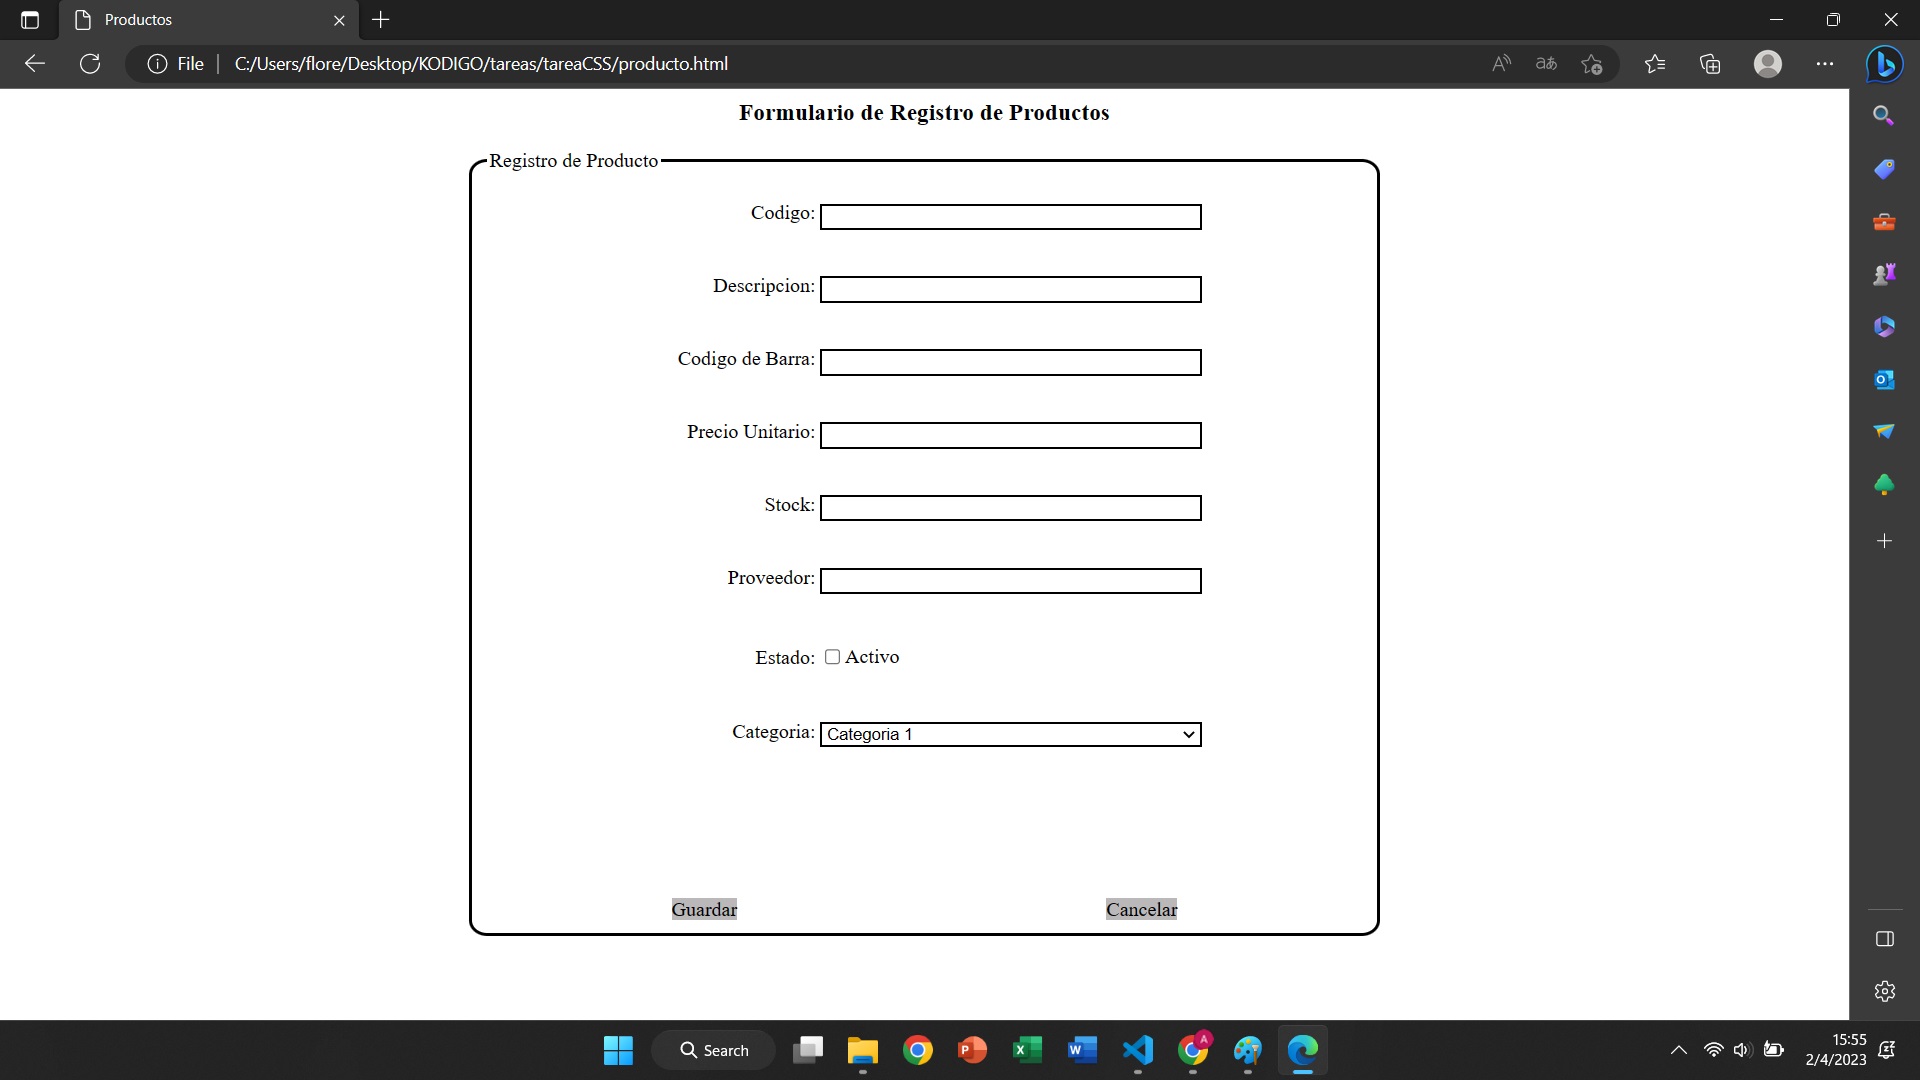 Productos
File
C:/Users/flore/Desktop/KODIGO/tareas/tareaCSS/producto.html
Formulario de Registro de Productos
Registro de Producto
Codigo:
Descripcion:
Codigo de Barra:
Precio Unitario:
Stock:
Proveedor:
Estado: Activo
Categoria: Categoria 1
Guardar Cancelar
Search
15:55
2/4/2023